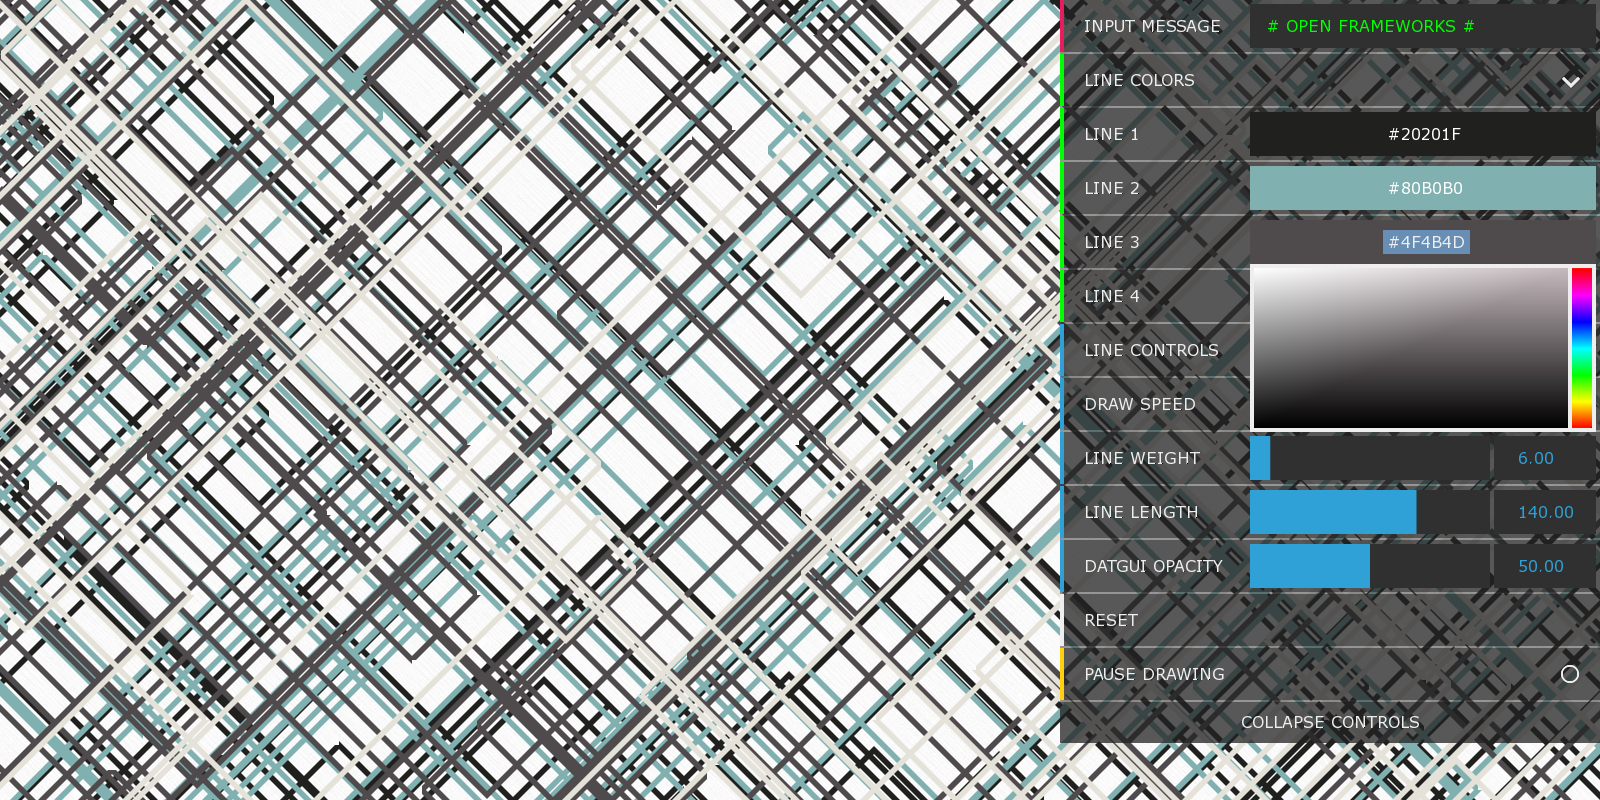 INPUT MESSAGE # OPEN FRAMEWORKS #
LINE COLORS
LINE 1 #20201F
LINE 2 #80B0B0
LINE 3 #4F4B4D
LINE 4
LINE CONTROLS
DRAW SPEED
LINE WEIGHT 6.00
LINE LENGTH 140.00
DATGUI OPACITY 50.00
RESET
PAUSE DRAWING
COLLAPSE CONTROLS